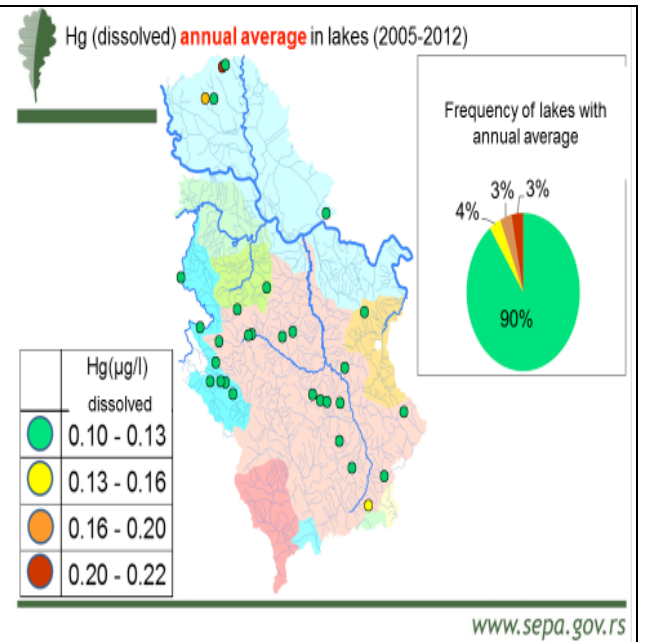 Hg (dissolved) annual average in lakes (2005-2012)
Frequency of lakes with
annual average
3% 3%
4%
90%
Hg(µg/l)
dissolved
0.10 - 0.13
0.13 - 0.16
0.16 - 0.20
0.20 - 0.22
www.sepa.gov.rs